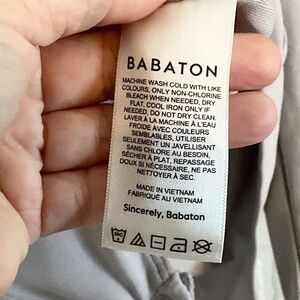 BABATON
MACHINE WASH COLD WITH LIKE
COLOURS, ONLY NON-CHLORINE
BLEACH WHEN NEEDED, DRY
FLAT, COOL IRON ONLY IF
NEEDED, DO NOT DRY CLEAN.
LAVER À LA MACHINE À L'EAU
FROIDE AVEC COULEURS
SEMBLABLES, UTILISER
SEULEMENT UN JAVELLISANT
SANS CHLORE AU BESOIN,
SÉCHER À PLAT, REPASSAGE
DOUX SI NÉCESSAIRE, NE PAS
NETTOYER À SEC.
MADE IN VIETNAM
FABRIQUÉ AU VIETNAM
Sincerely, Babaton